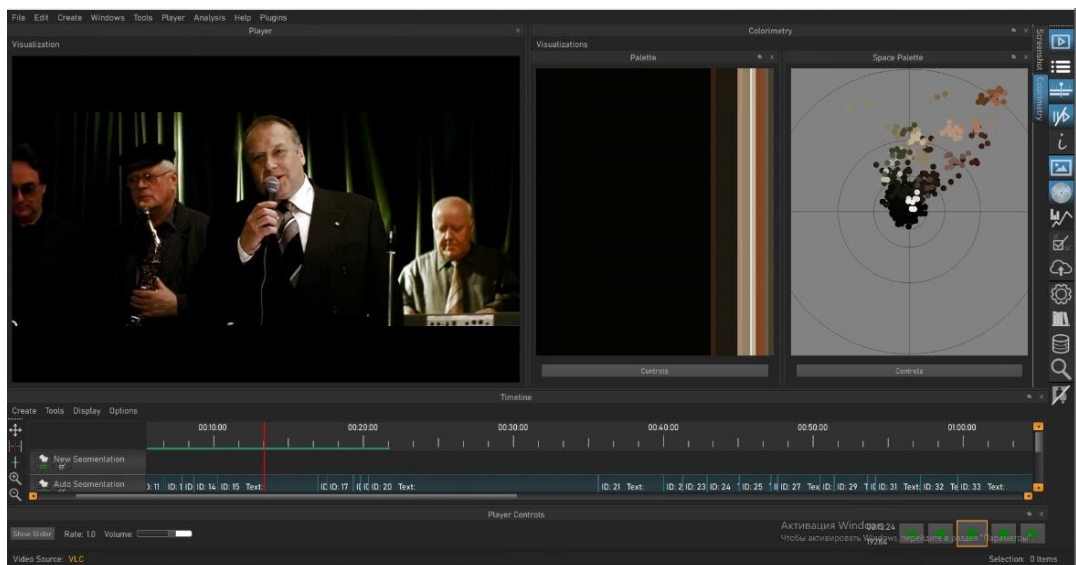 File Edit Create Windows Tools Player Analysis Help Plugins
Player
Colorimetry
Visualization
Visualizations
Palette
Space Palette
Screenshot
Colorimetry
Controls
Controls
Timeline
Create Tools Display Options
00:10:00 00:20:00 00:30:00 00:40:00 00:50:00 01:00:00
New Segmentation
Auto Segmentation
ID: 14 ID: 15 Text: ID: 17 ID: 20 Text: ID: 21 Text: ID: 23 ID: 24 ID: 25 ID: 27 Tex ID: 29 ID: 31 Text: ID: 32 Te ID: 33 Text:
Player Controls
Show Slider Rate: 1.0 Volume:
Активация Windows
Чтобы активировать Windows, перейдите в раздел "Параметры".
Video Source: VLC
Selection: 0 Items